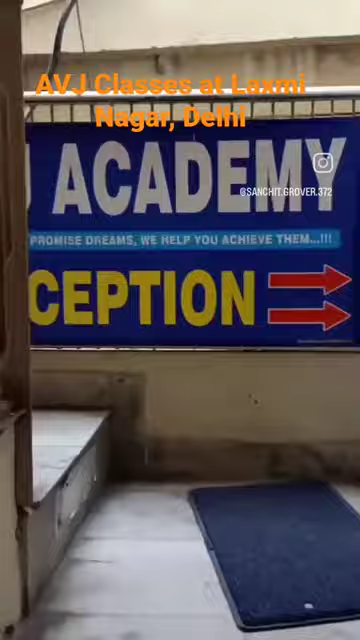 AVJ Classes at Laxmi
Nagar, Delhi
ACADEMY
@SANCHIT.GROVER.372
PROMISE DREAMS, WE HELP YOU ACHIEVE THEM...!!!
CEPTION